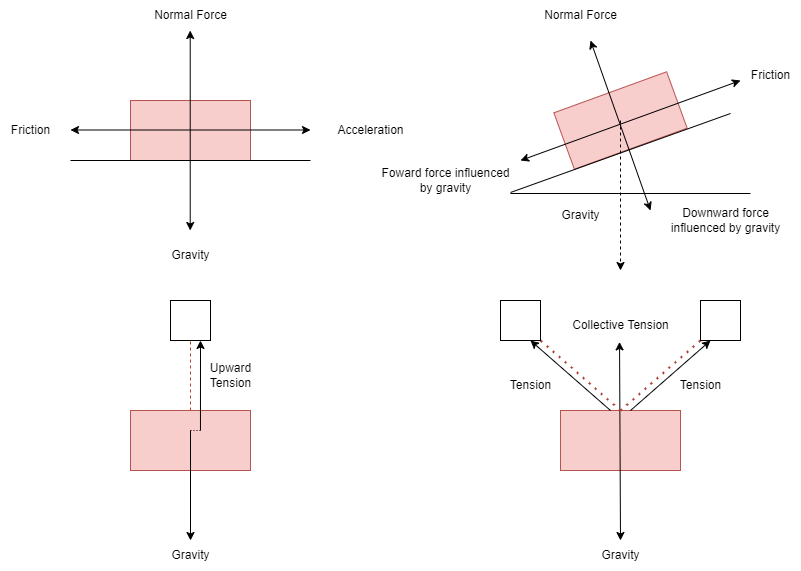 Normal Force
Normal Force
Friction
Friction
Acceleration
Foward force influenced
by gravity
Gravity
Downward force
influenced by gravity
Gravity
Collective Tension
Upward
Tension
Tension
Tension
Gravity
Gravity